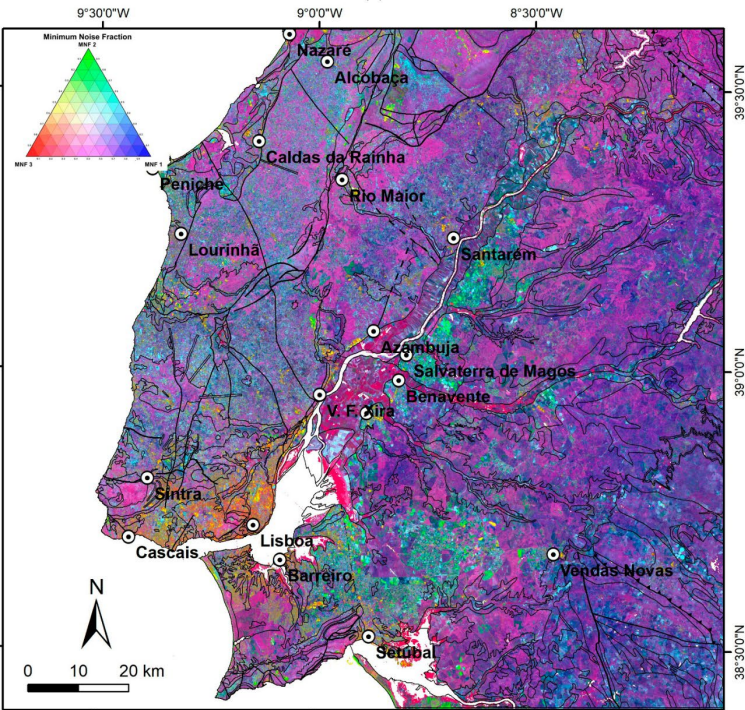 9°30'0"W 9°0'0"W 8°30'0"W
Minimum Noise Fraction
MNF 2
MNF 3
MNF 1
Nazaré
Alcobaça
39°30'0"N
Caldas da Raínha
Peniche
Rio Maior
Lourinhã
Santarém
Azambuja
Salvaterra de Magos
39°0'0"N
Benavente
V. F. Xira
Sintra
Lisboa
Cascais
Barreiro
Vendas Novas
N
Setúbal
38°30'0"N
0 10 20 km